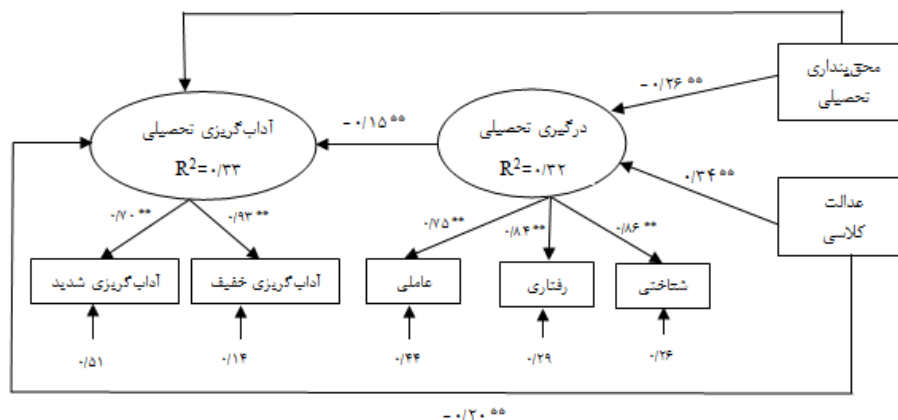 محق‌پنداری
تحصیلی
-۰/۲۶ **
درگیری تحصیلی
R²=۰/۳۲
-۰/۱۵ **
آداب‌گریزی تحصیلی
R²=۰/۳۳
۰/۳۴ **
عدالت
کلاسی
۰/۸۶ **
۰/۸۴ **
۰/۷۵ **
۰/۹۳ **
۰/۷۰ **
شناختی
رفتاری
عاملی
آداب‌گریزی خفیف
آداب‌گریزی شدید
۰/۲۶
۰/۲۹
۰/۴۴
۰/۱۴
۰/۵۱
-۰/۲۰ **